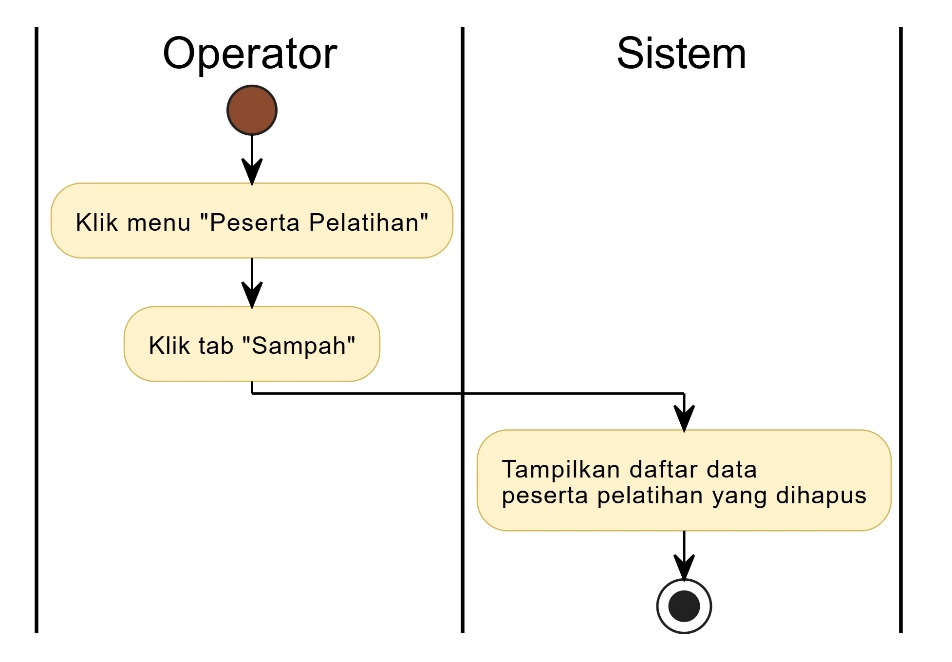 Operator
Sistem
Klik menu "Peserta Pelatihan"
Klik tab "Sampah"
Tampilkan daftar data
peserta pelatihan yang dihapus